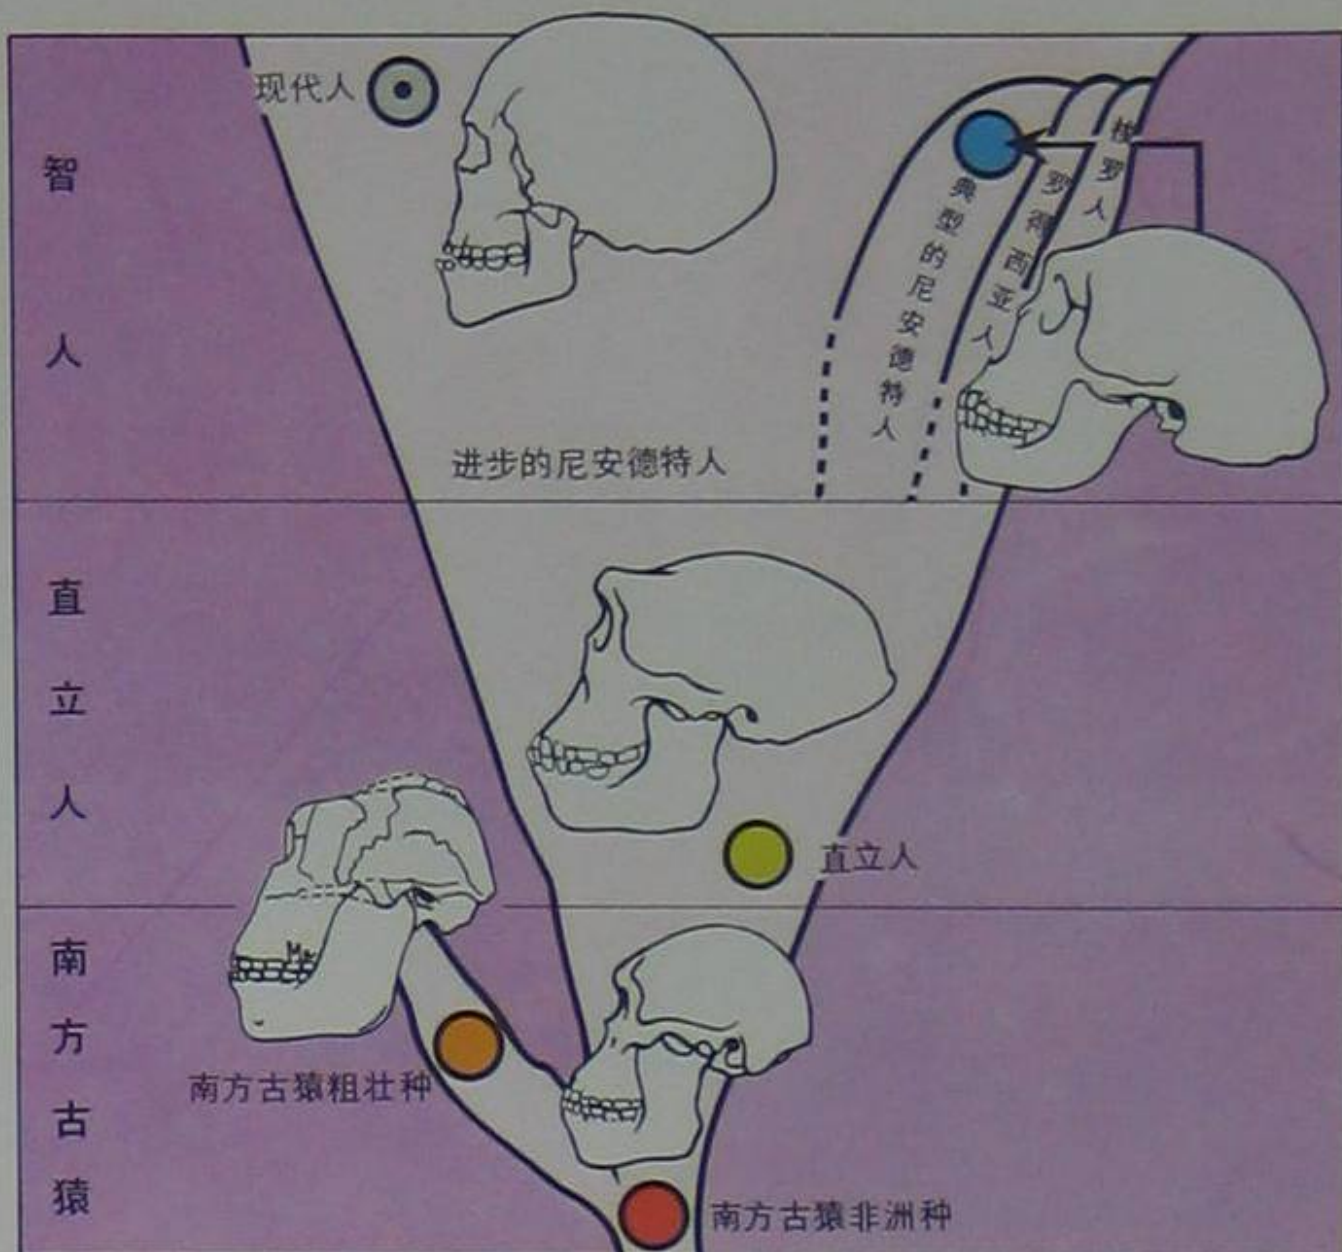 现代人
智人
典型的尼安德特人
罗得西亚人
梭罗人
进步的尼安德特人
直立人
直立人
南方古猿
南方古猿粗壮种
南方古猿非洲种